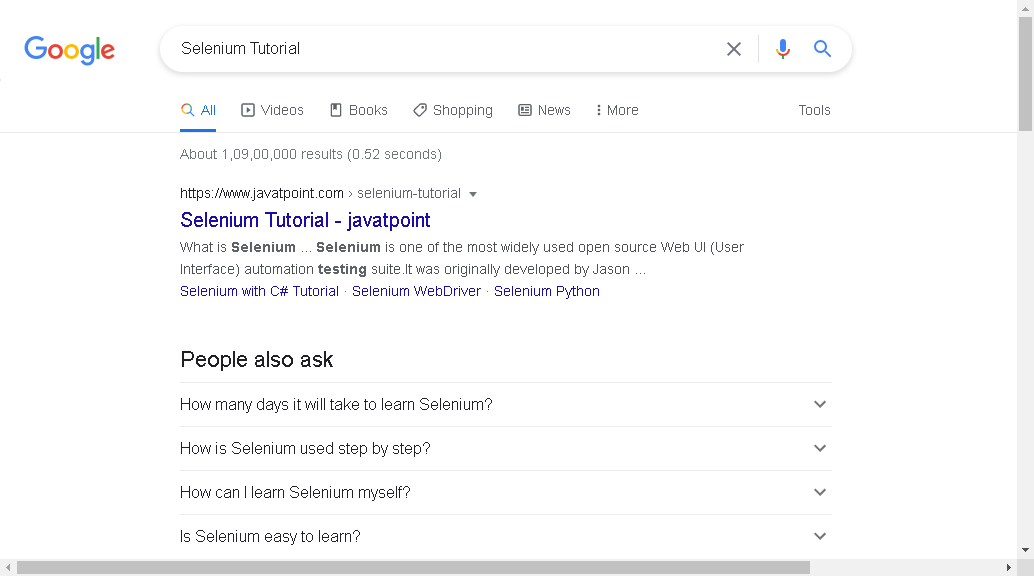 Google
Selenium Tutorial
All Videos Books Shopping News More Tools
About 1,09,00,000 results (0.52 seconds)
https://www.javatpoint.com › selenium-tutorial
Selenium Tutorial - javatpoint
What is Selenium ... Selenium is one of the most widely used open source Web UI (User
Interface) automation testing suite.It was originally developed by Jason ...
Selenium with C# Tutorial · Selenium WebDriver · Selenium Python
People also ask
How many days it will take to learn Selenium?
How is Selenium used step by step?
How can I learn Selenium myself?
Is Selenium easy to learn?